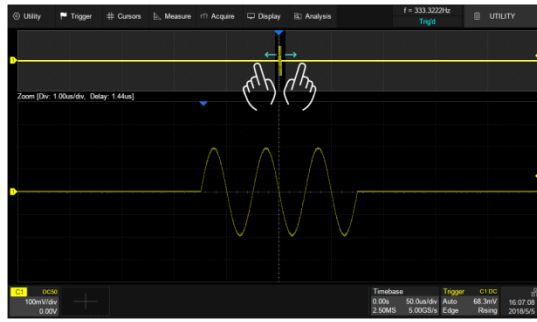 Utility Trigger Cursors Measure Acquire Display Analysis f = 333.3222Hz Trig'd UTILITY
Zoom [Div: 1.00us/div, Delay: 1.44us]
C1 DC50
100mV/div
0.00V
Timebase
0.00s 50.0us/div
2.50MS 5.00GS/s
Trigger C1 DC
Auto 68.3mV
Edge Rising
16:07:08
2018/5/5